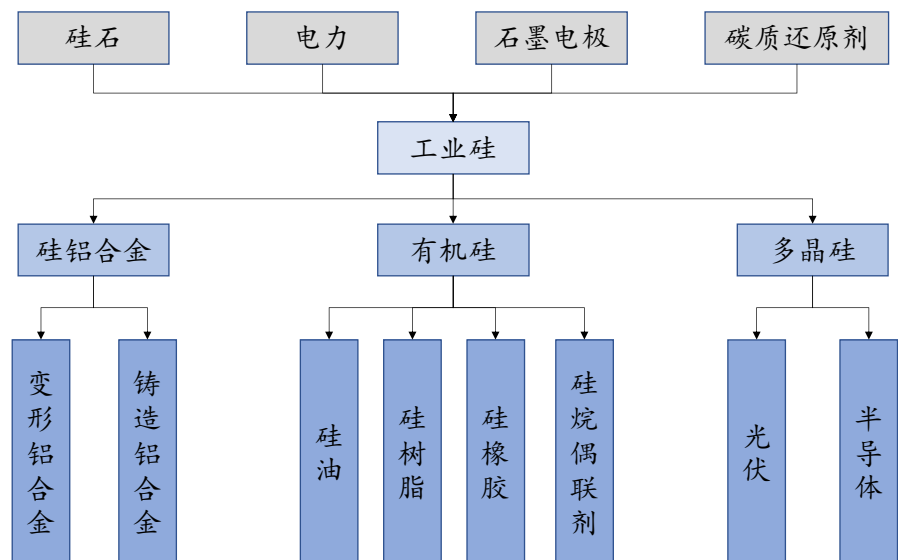 硅石
电力
石墨电极
碳质还原剂
工业硅
硅铝合金
有机硅
多晶硅
变形铝合金
铸造铝合金
硅油
硅树脂
硅橡胶
硅烷偶联剂
光伏
半导体